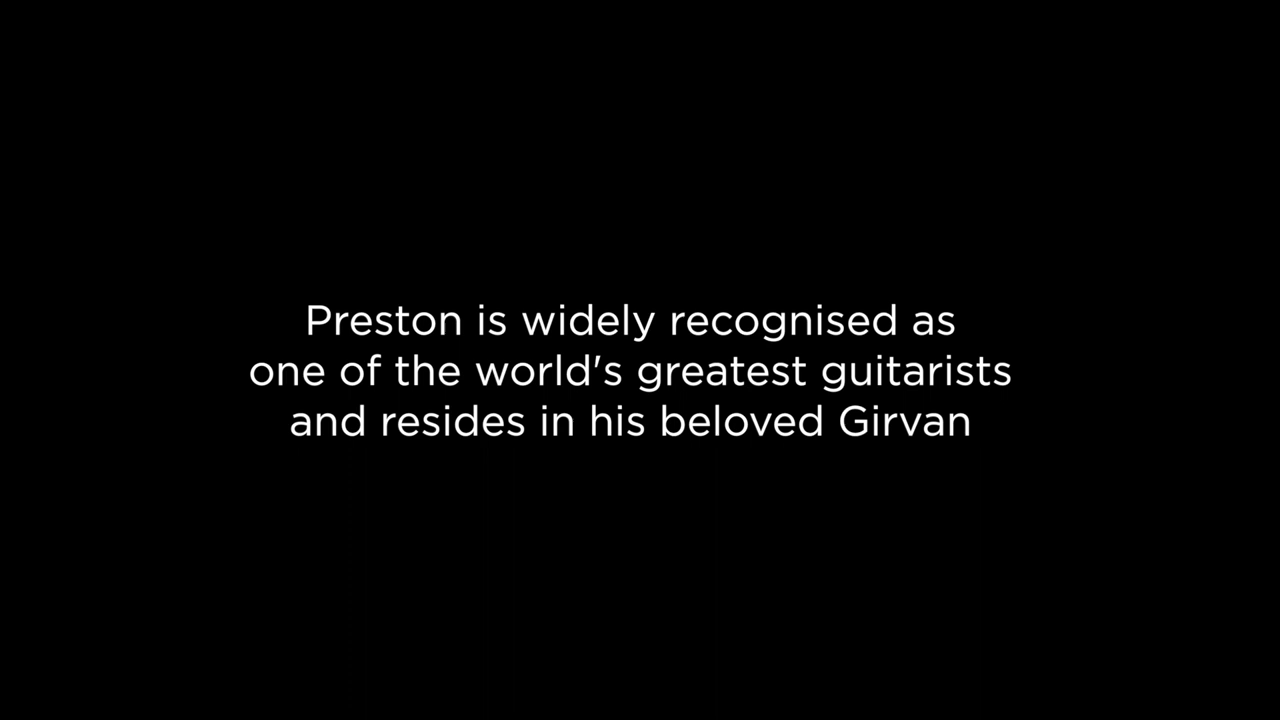 Preston is widely recognised as
one of the world's greatest guitarists
and resides in his beloved Girvan